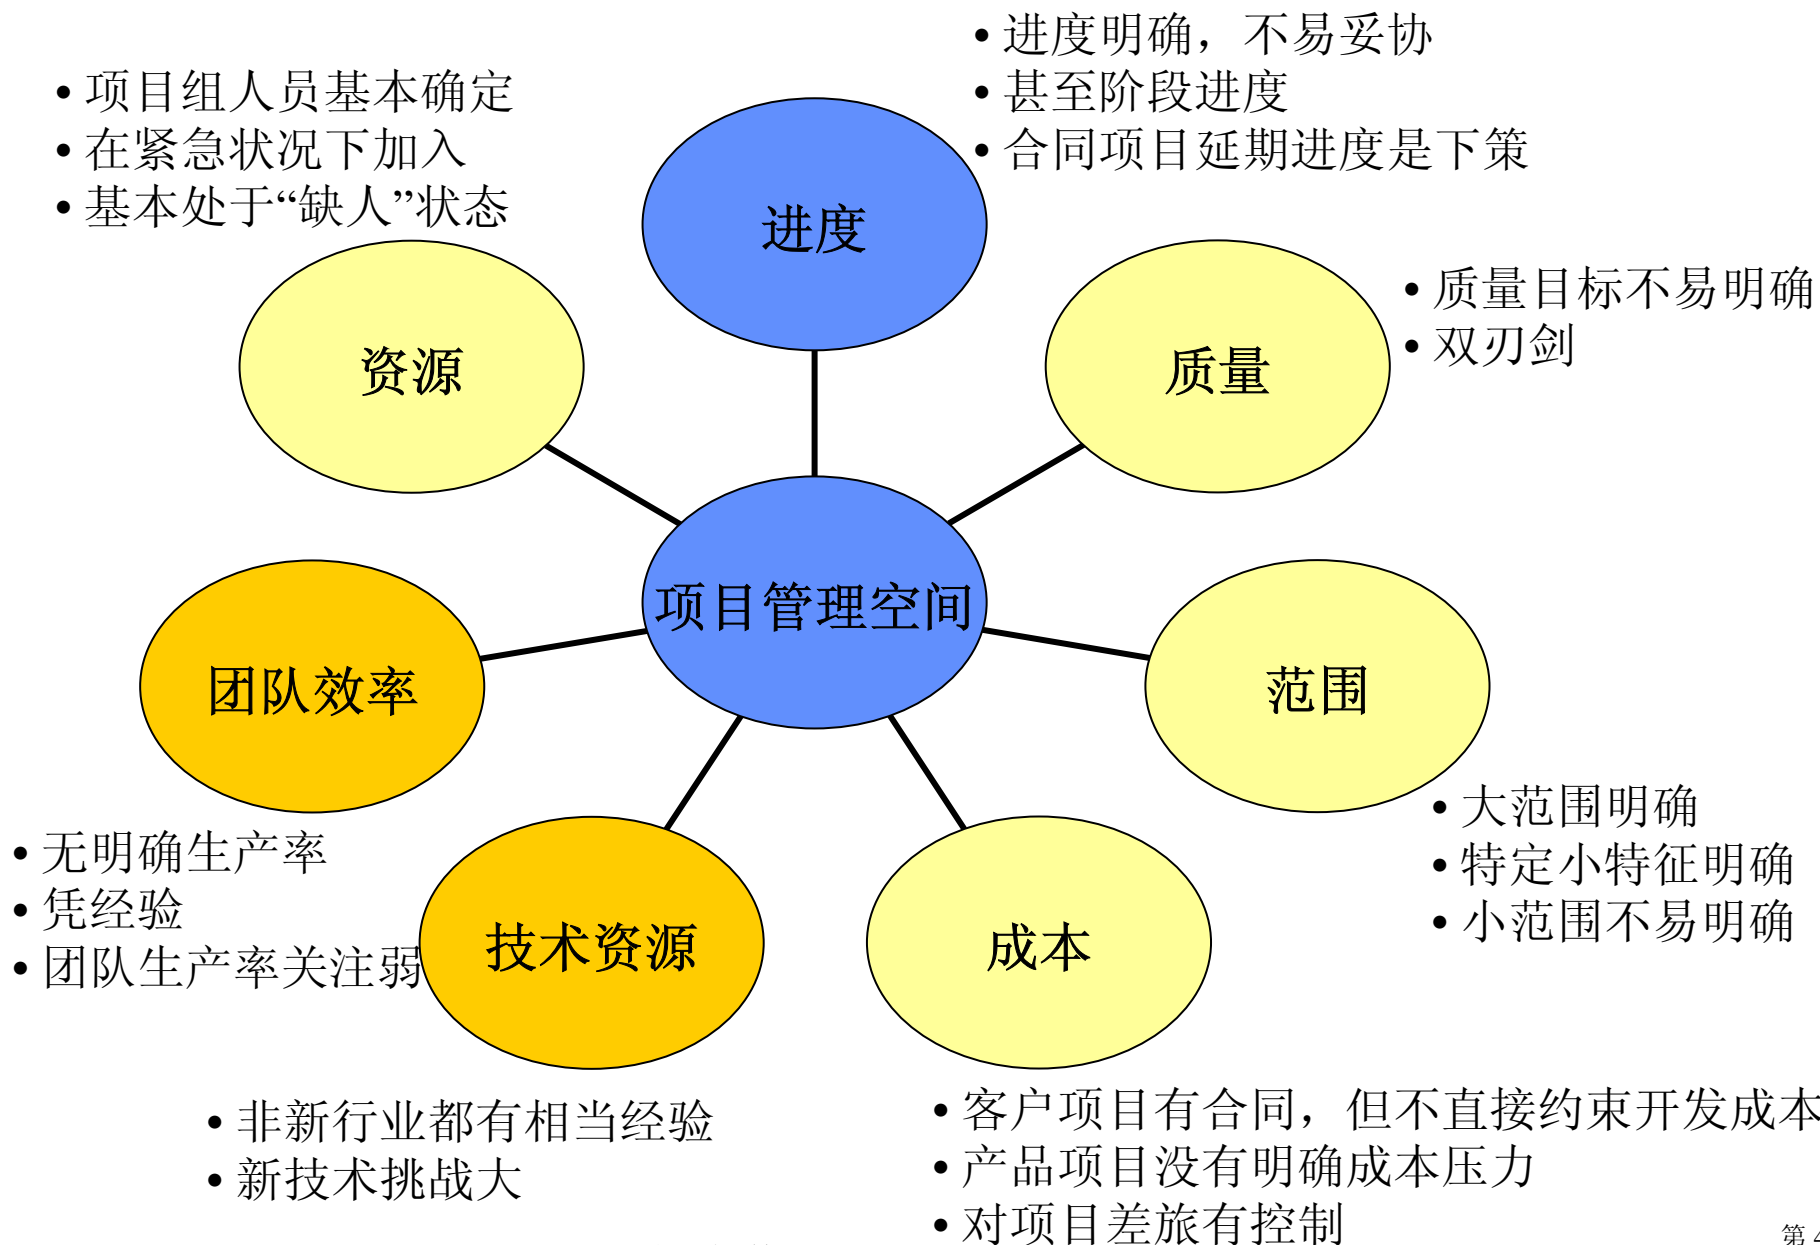 • 进度明确，不易妥协
• 甚至阶段进度
• 合同项目延期进度是下策
• 项目组人员基本确定
• 在紧急状况下加入
• 基本处于“缺人”状态
进度
资源
质量
• 质量目标不易明确
• 双刃剑
项目管理空间
团队效率
范围
• 大范围明确
• 特定小特征明确
• 小范围不易明确
• 无明确生产率
• 凭经验
• 团队生产率关注弱
技术资源
成本
• 非新行业都有相当经验
• 新技术挑战大
• 客户项目有合同，但不直接约束开发成本
• 产品项目没有明确成本压力
• 对项目差旅有控制
第